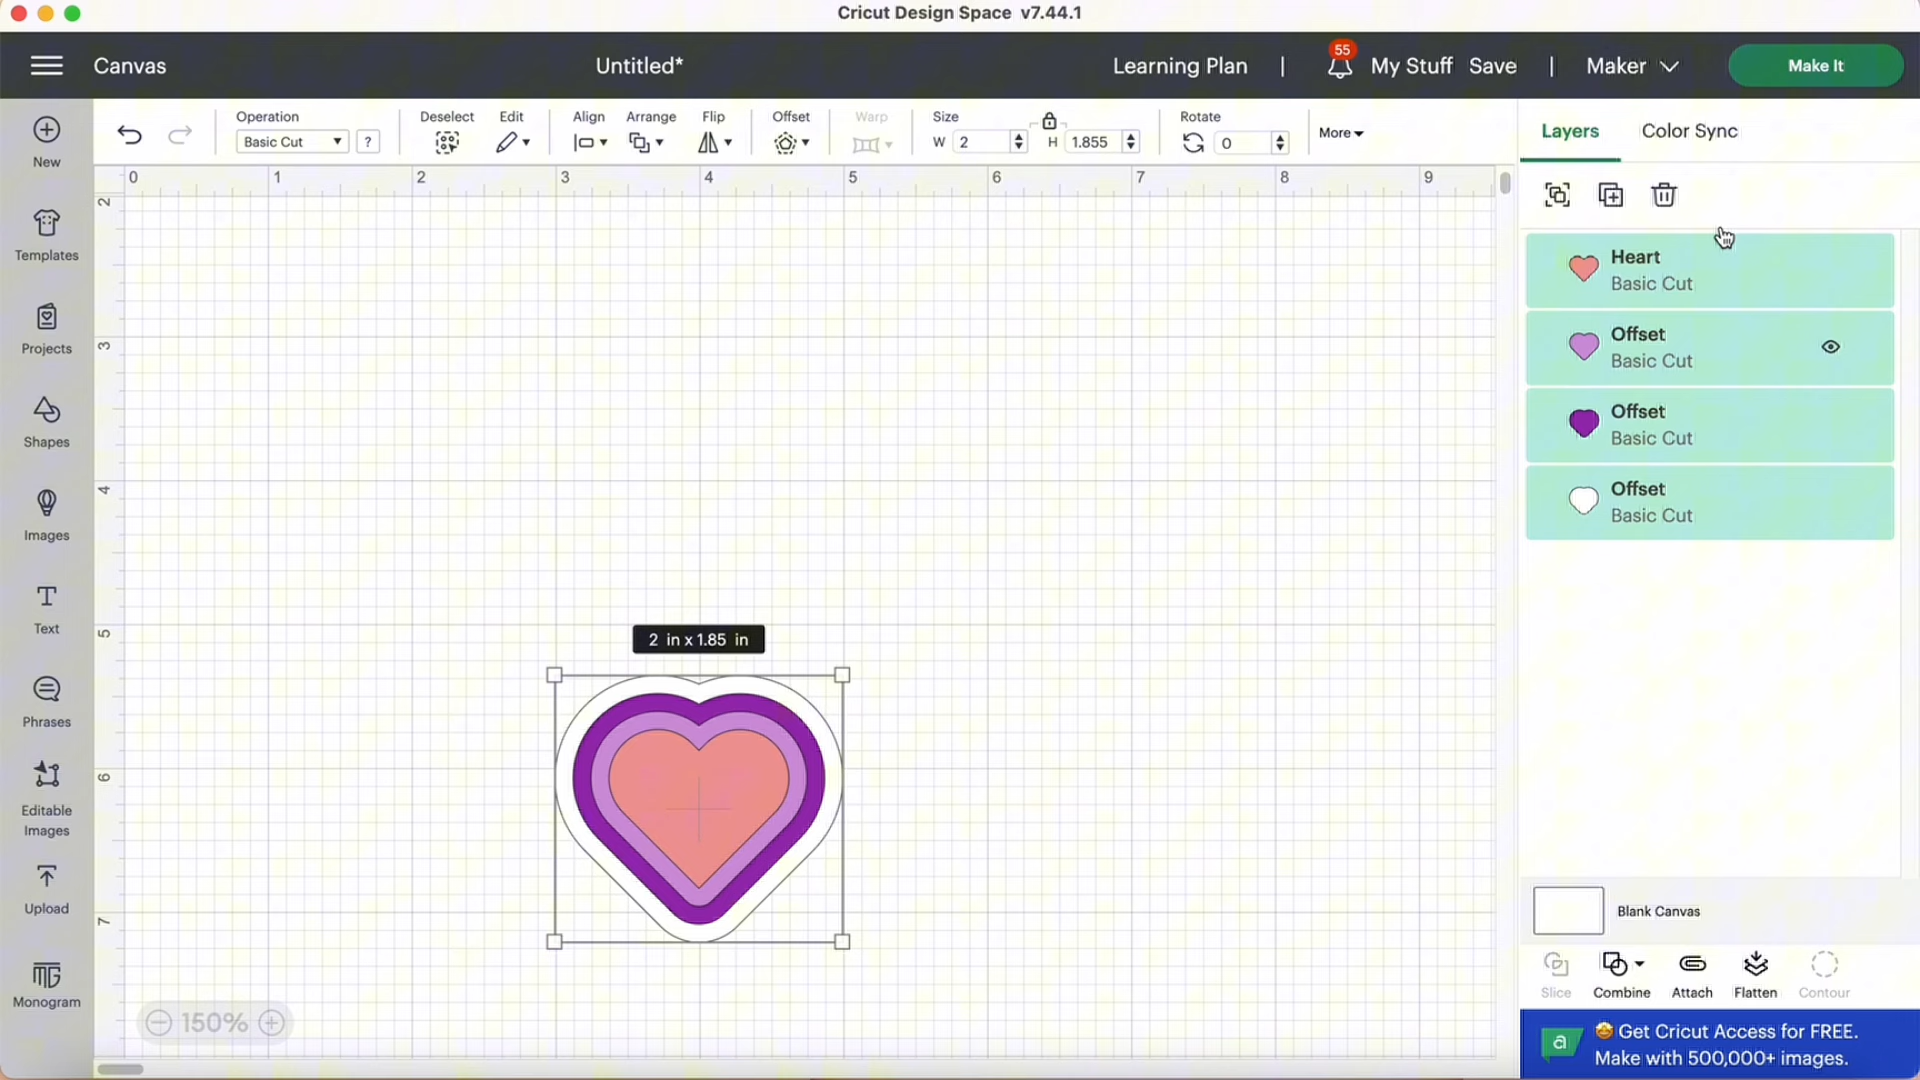 Cricut Design Space v7.44.1
Canvas
Untitled*
Learning Plan | 55 My Stuff Save | Maker Make It
New
Templates
Projects
Shapes
Images
Text
Phrases
Editable
Images
Upload
Monogram
Operation
Basic Cut ?
Deselect
Edit
Align
Arrange
Flip
Offset
Warp
Size
W 2
H 1.855
Rotate
0
More
0 1 2 3 4 5 6 7 8 9
2
3
4
5
6
7
2 in x 1.85 in
150%
Layers
Color Sync
Heart
Basic Cut
Offset
Basic Cut
Offset
Basic Cut
Offset
Basic Cut
Blank Canvas
Slice
Combine
Attach
Flatten
Contour
a
Get Cricut Access for FREE.
Make with 500,000+ images.